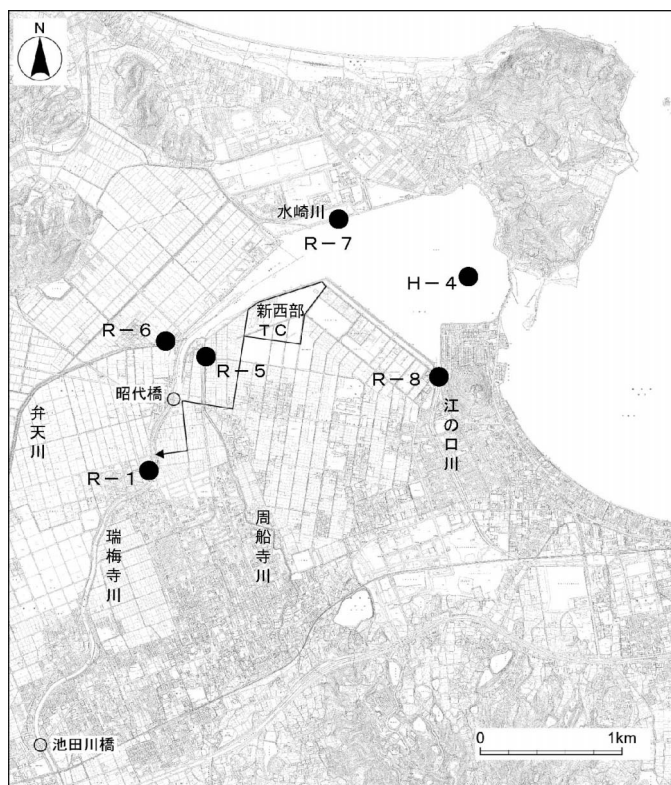 N
水崎川
R－7
H－4
新西部
TC
R－6
R－5
昭代橋
R－8
弁天川
江の口川
R－1
瑞梅寺川
周船寺川
池田川橋
0
1km